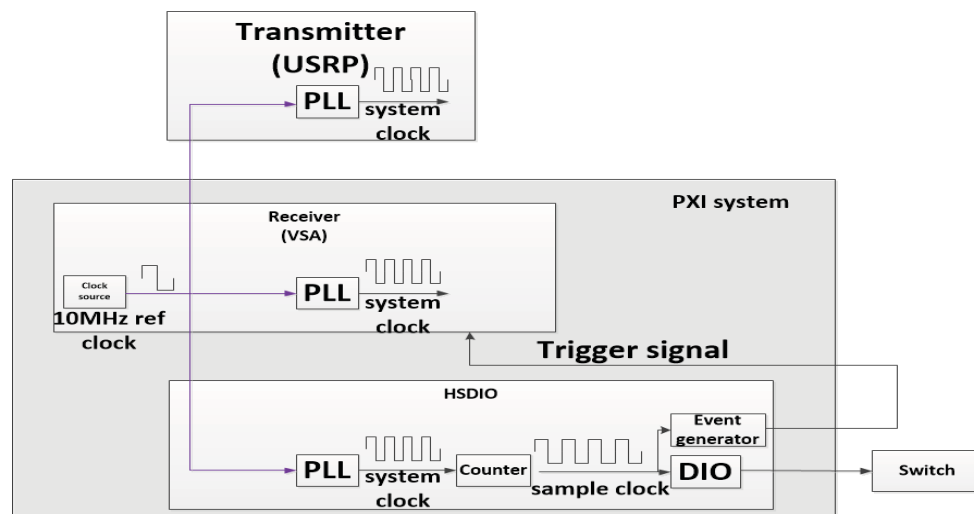 Transmitter
(USRP)
PLL
system
clock
PXI system
Receiver
(VSA)
Clock
source
10MHz ref
clock
PLL
system
clock
Trigger signal
HSDIO
PLL
system
clock
Counter
sample clock
Event
generator
DIO
Switch